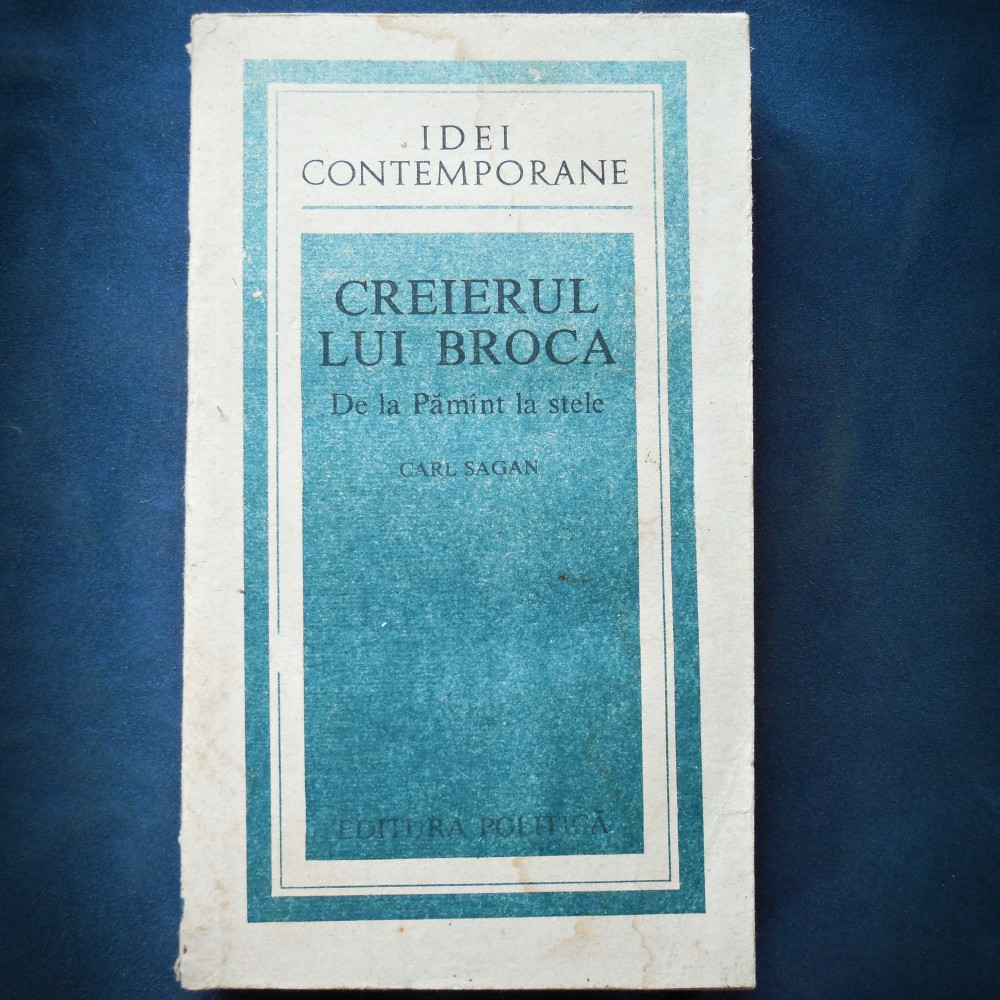 IDEI
CONTEMPORANE
CREIERUL
LUI BROCA
De la Pămînt la stele
CARL SAGAN
EDITURA POLITICĂ